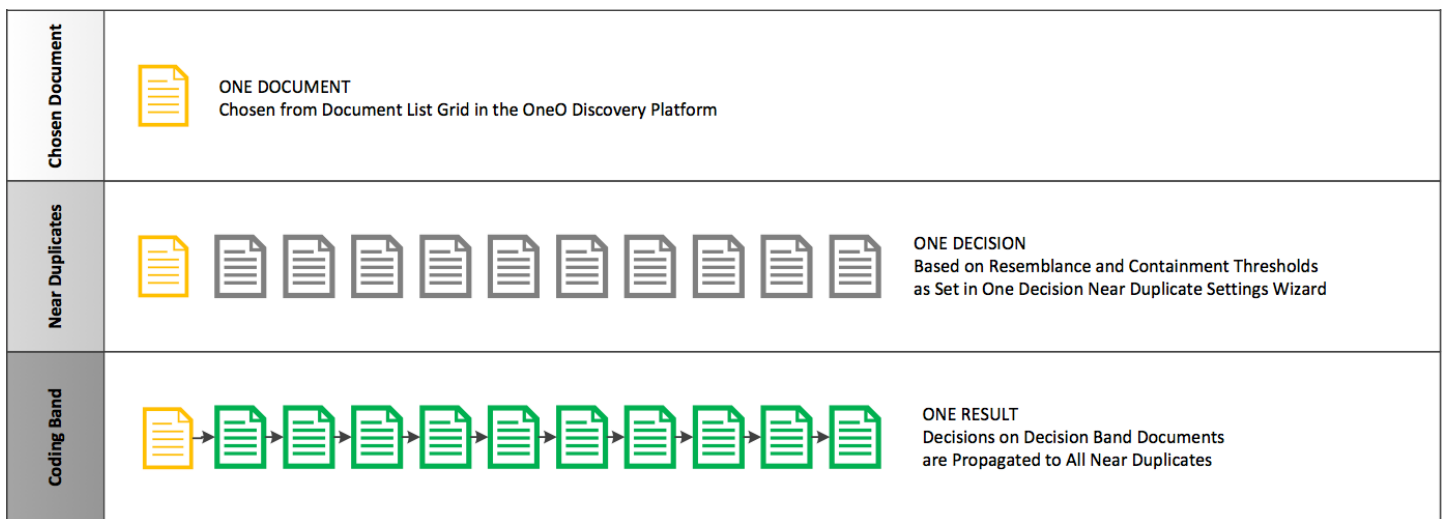 Chosen Document
ONE DOCUMENT
Chosen from Document List Grid in the OneO Discovery Platform
Near Duplicates
ONE DECISION
Based on Resemblance and Containment Thresholds
as Set in One Decision Near Duplicate Settings Wizard
Coding Band
ONE RESULT
Decisions on Decision Band Documents
are Propagated to All Near Duplicates